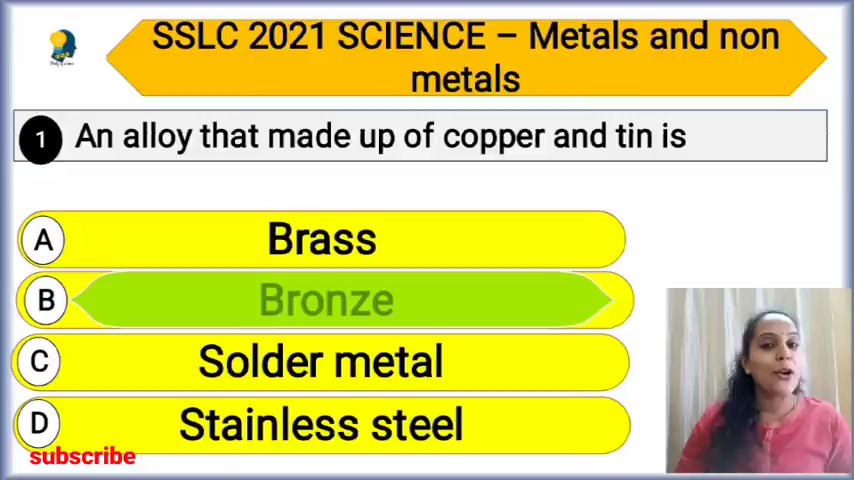 SSLC 2021 SCIENCE – Metals and non
metals
1 An alloy that made up of copper and tin is
A Brass
B Bronze
C Solder metal
D Stainless steel
subscribe